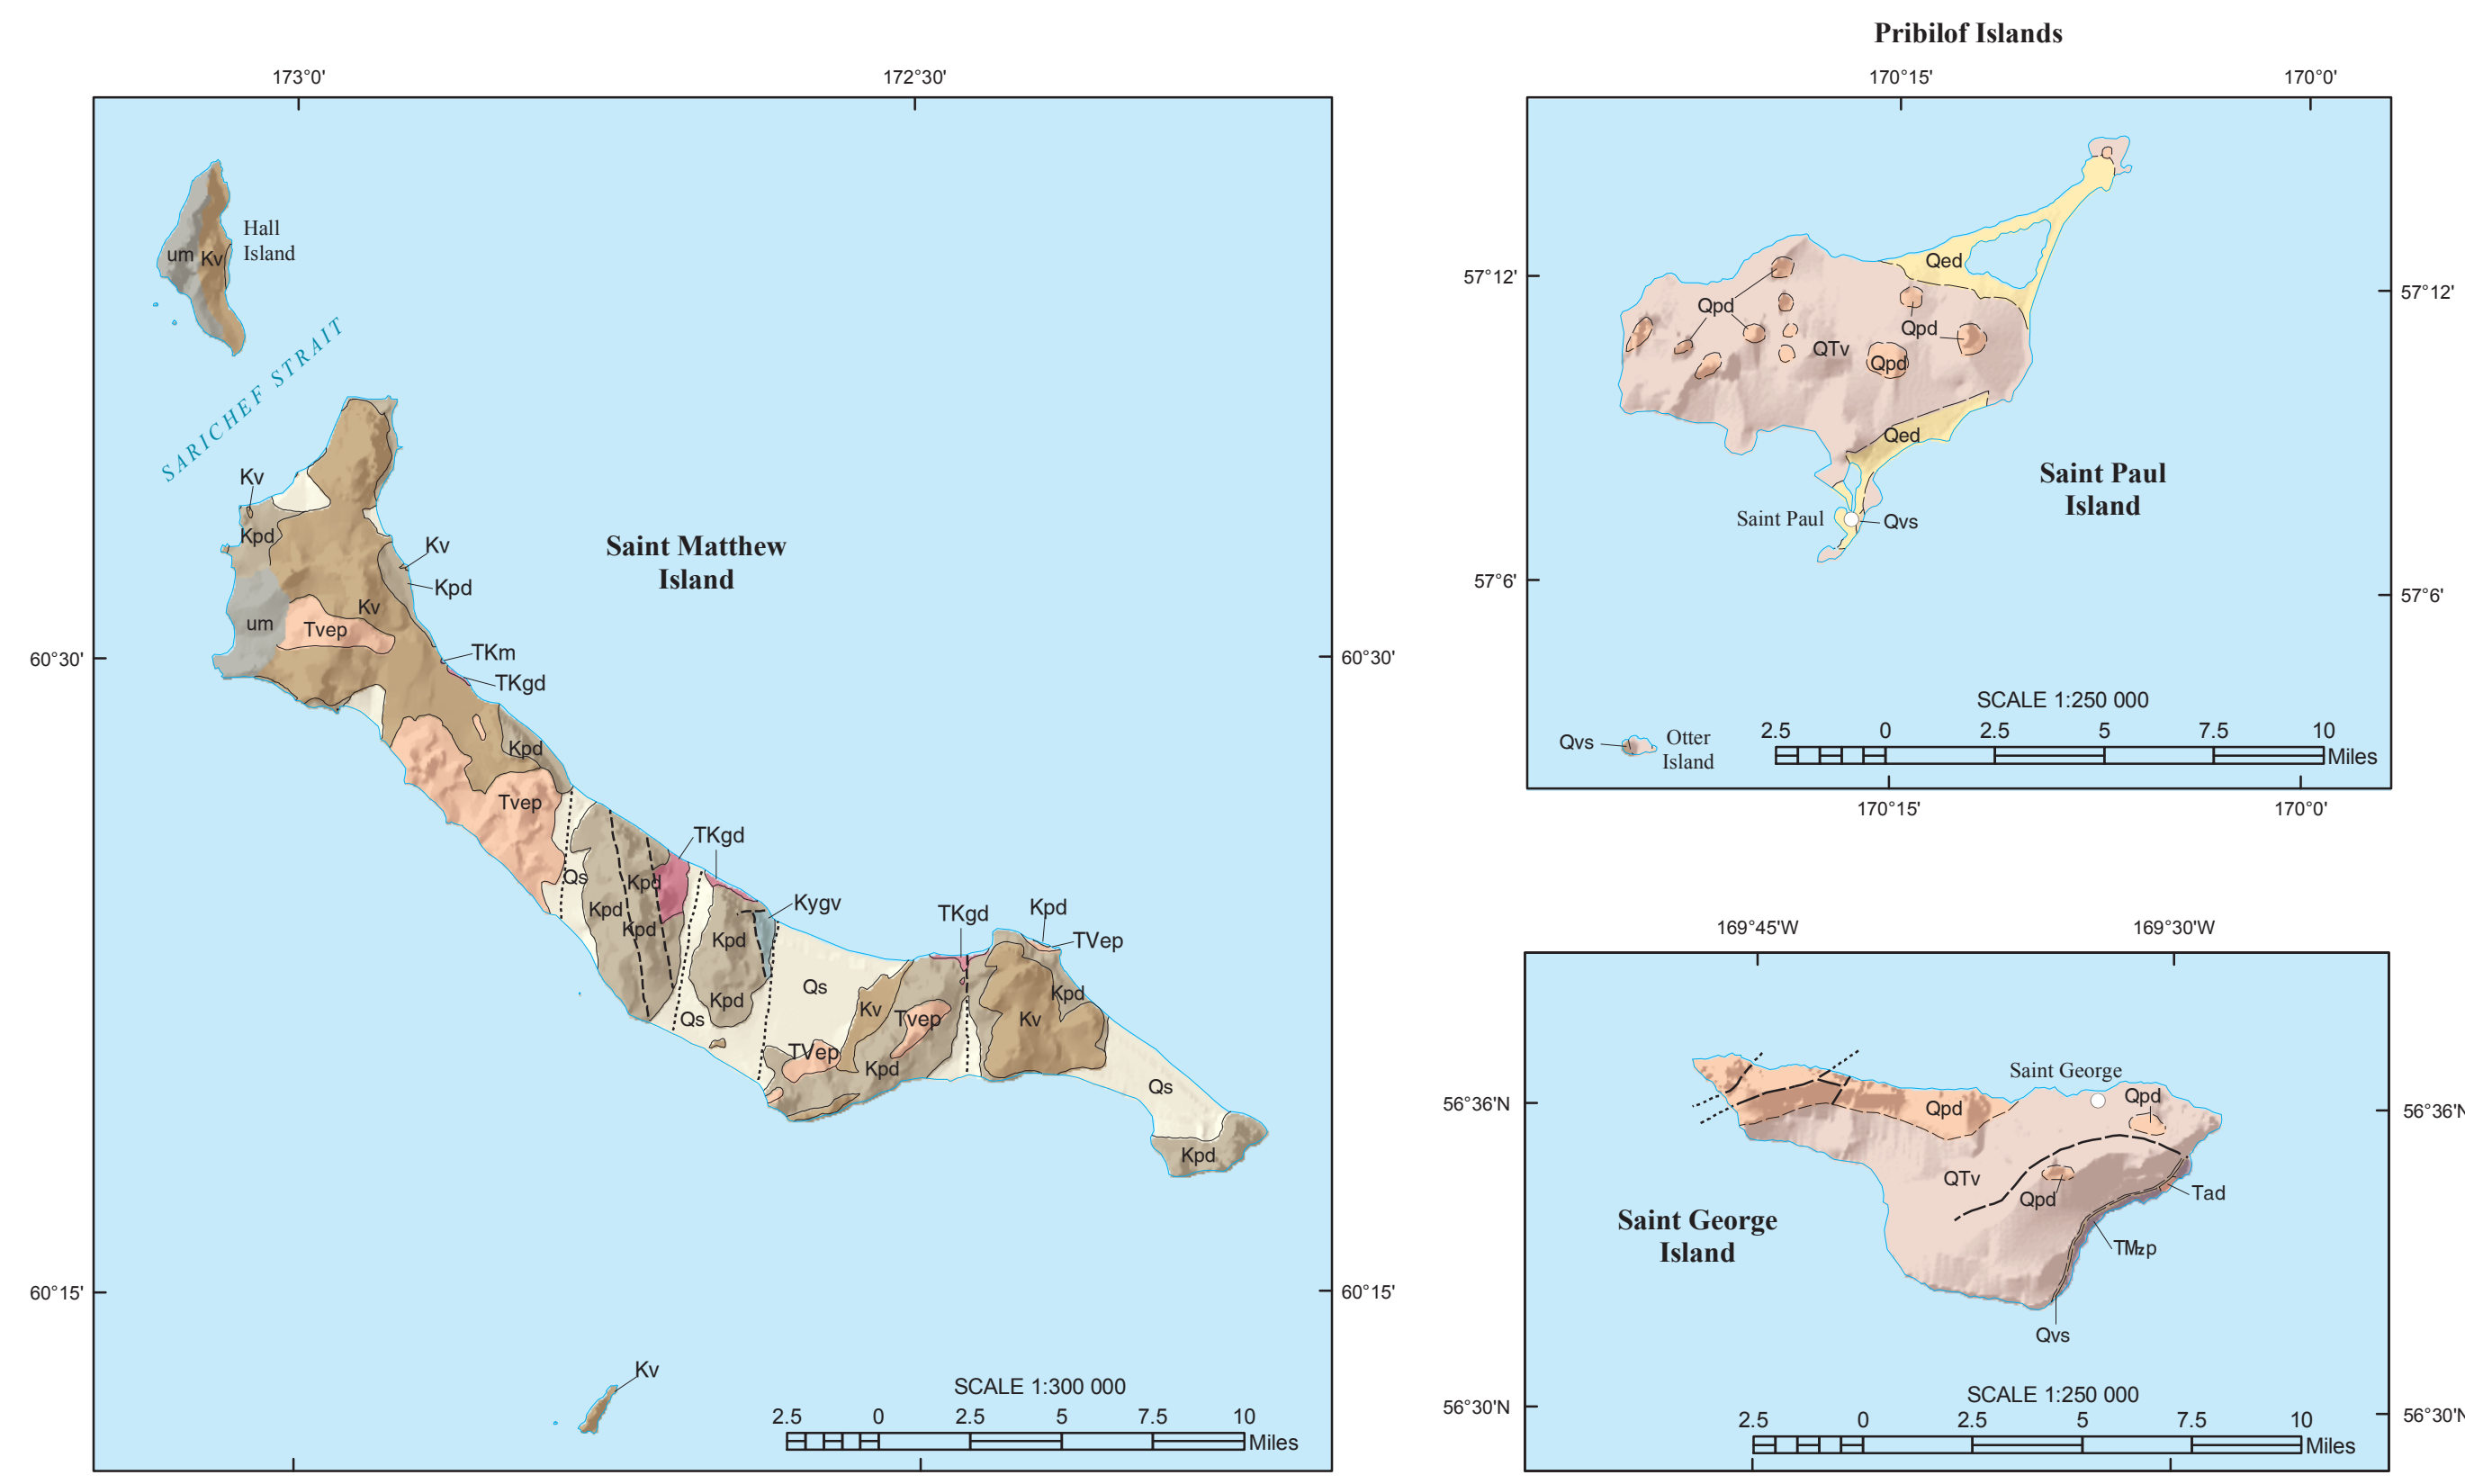 Pribilof Islands
173°0'
172°30'
Hall
Island
um
Kv
SARICHEF STRAIT
Kv
Kpd
Kv
Kpd
Kv
um
Tvep
TKm
TKgd
Saint Matthew
Island
60°30'
60°30'
Kpd
Tvep
TKgd
Qs
Kpd
Kpd
Kpd
Kygv
Kpd
Kpd
Qs
Qs
TKgd
Kpd
TVep
Kv
Tvep
TVep
Kpd
Kpd
Kv
Qs
Kpd
60°15'
60°15'
Kv
SCALE 1:300 000
2.5 0 2.5 5 7.5 10
Miles
170°15'
170°0'
57°12'
57°12'
Qed
Qpd
Qpd
QTv
Qpd
Qed
Saint Paul
Island
Saint Paul
Qvs
57°6'
57°6'
Qvs
Otter
Island
SCALE 1:250 000
2.5 0 2.5 5 7.5 10
Miles
170°15'
170°0'
169°45'W
169°30'W
56°36'N
56°36'N
Saint George
Qpd
Qpd
QTv
Qpd
Tad
TMzp
Qvs
Saint George
Island
56°30'N
56°30'N
SCALE 1:250 000
2.5 0 2.5 5 7.5 10
Miles